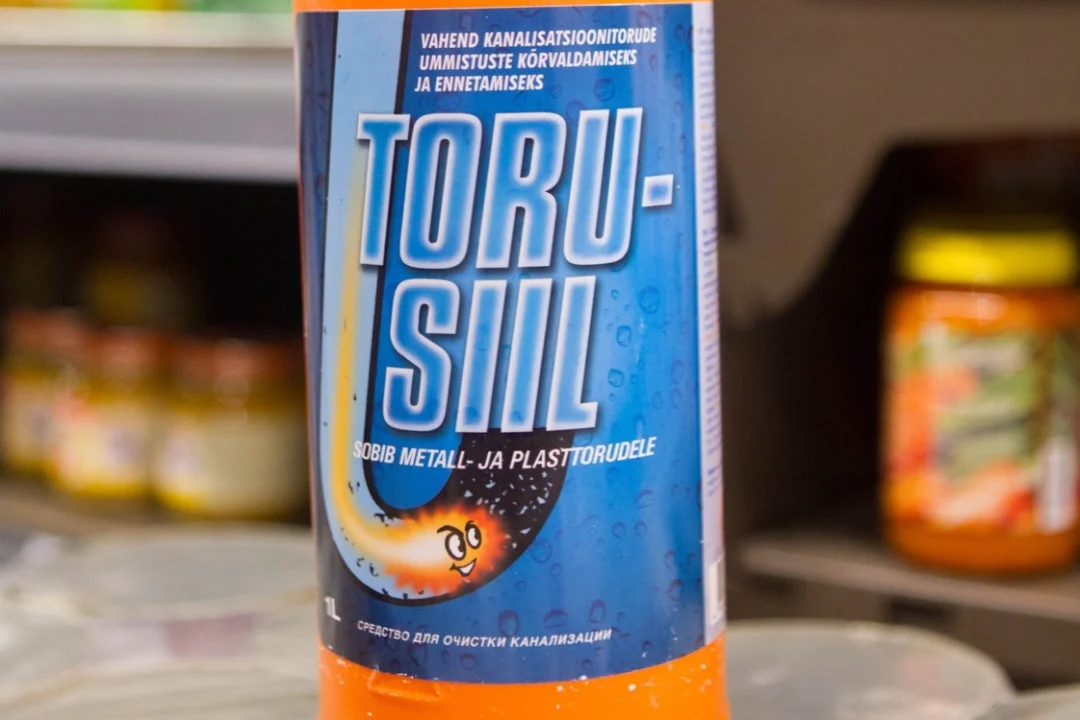 VAHEND KANALISATSIOONITORUDE
UMMISTUSTE KÕRVALDAMISEKS
JA ENNETAMISEKS
TORU-
SIIL
SOBIB METALL- JA PLASTTORUDELE
1L
СРЕДСТВО ДЛЯ ОЧИСТКИ КАНАЛИЗАЦИИ